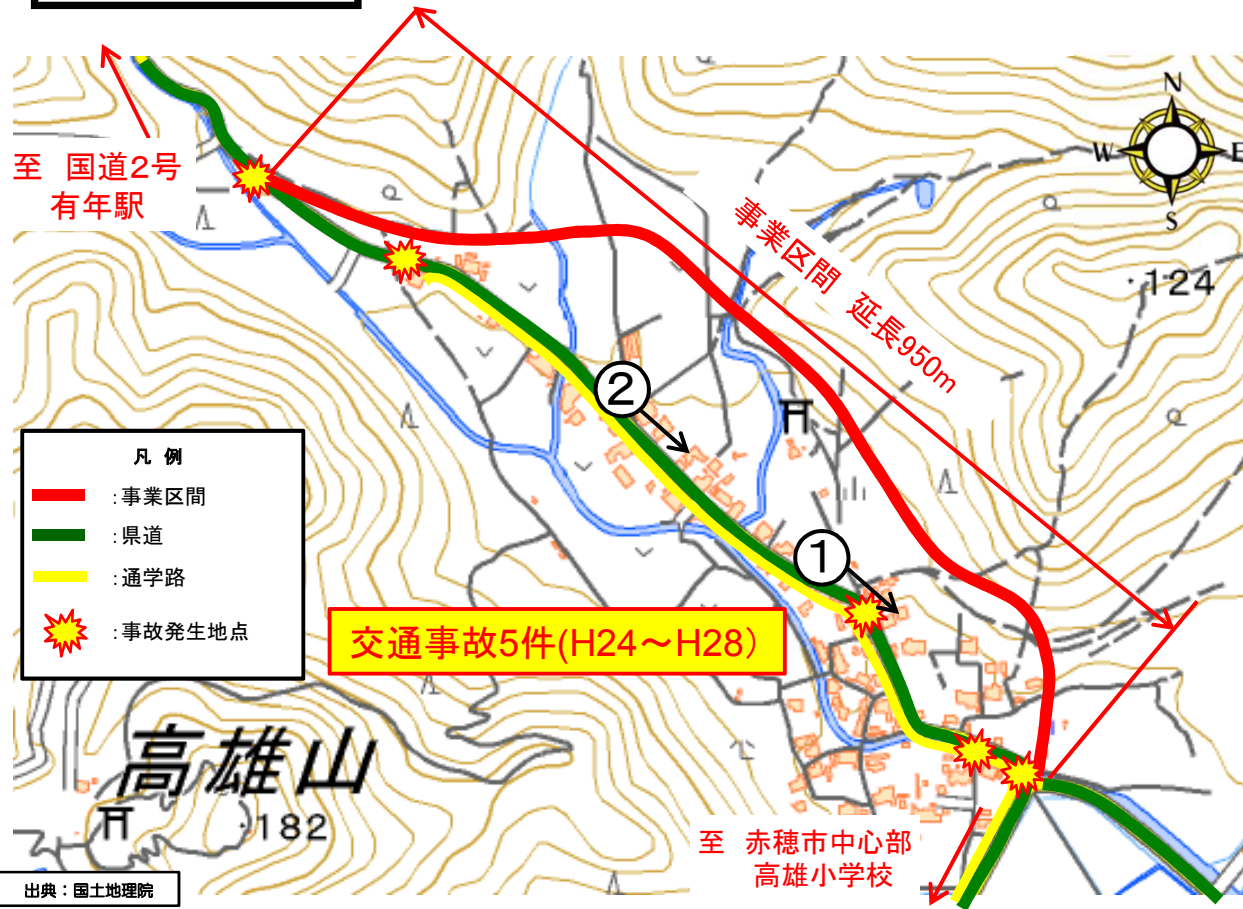 N
W
E
S
至 国道2号
有年駅
事業区間 延長950m
・124
②
①
凡 例
:事業区間
:県道
:通学路
:事故発生地点
交通事故5件(H24～H28)
高雄山
・182
至 赤穂市中心部
高雄小学校
出典：国土地理院